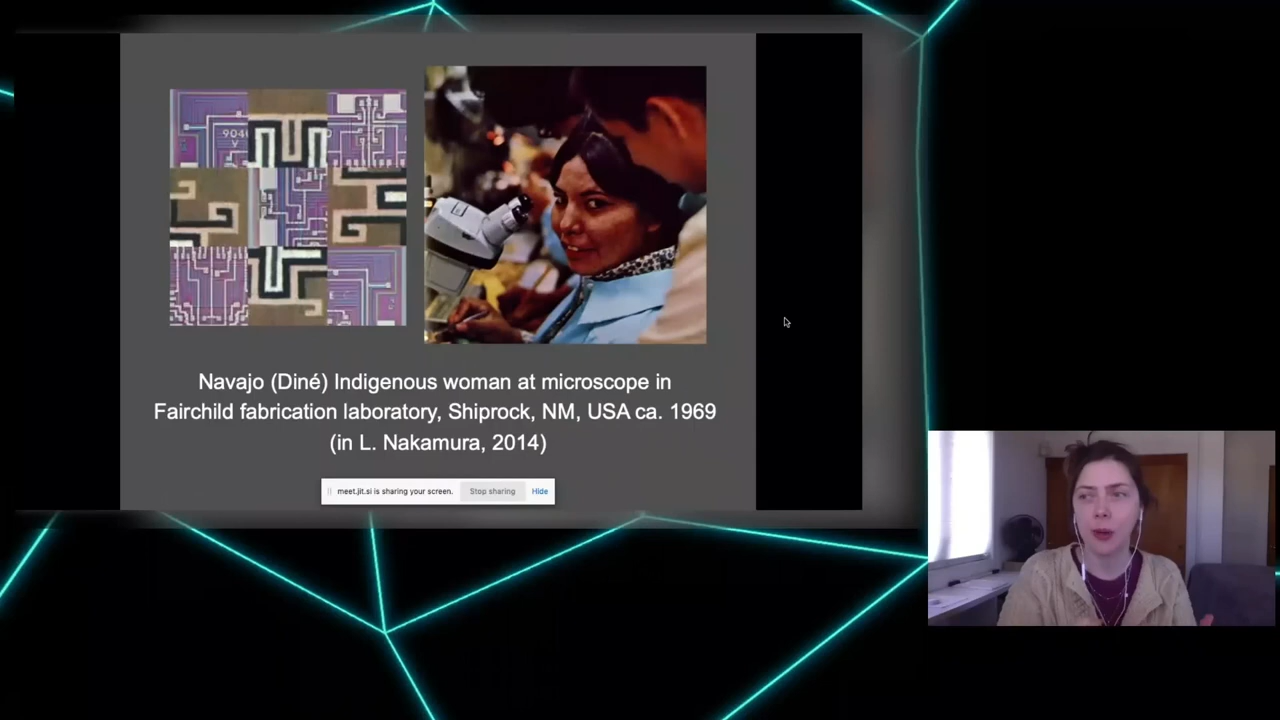 904
Navajo (Diné) Indigenous woman at microscope in
Fairchild fabrication laboratory, Shiprock, NM, USA ca. 1969
(in L. Nakamura, 2014)
meet.jit.si is sharing your screen. Stop sharing Hide